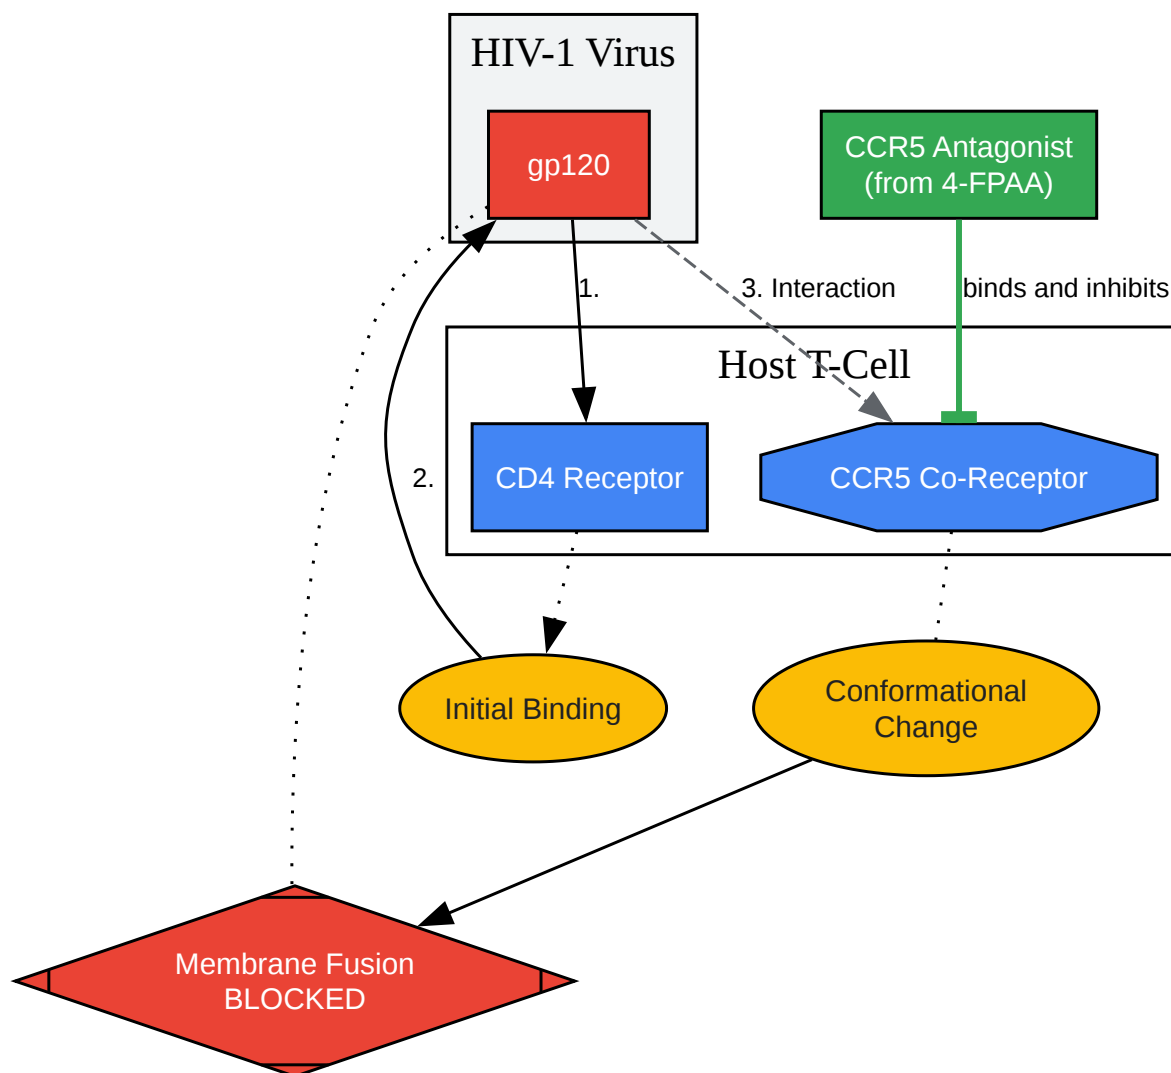 HIV-1 Virus
gp120
CCR5 Antagonist
(from 4-FPAA)
1.
3. Interaction
binds and inhibits
Host T-Cell
CD4 Receptor
CCR5 Co-Receptor
2.
Initial Binding
Conformational
Change
Membrane Fusion
BLOCKED